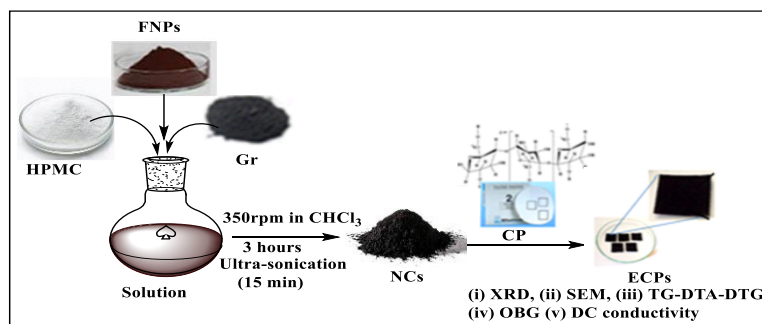 FNPs
HPMC
Gr
350rpm in CHCl₃
3 hours
Ultra-sonication
(15 min)
Solution
NCs
2
CP
ECPs
(i) XRD, (ii) SEM, (iii) TG-DTA-DTG
(iv) OBG (v) DC conductivity